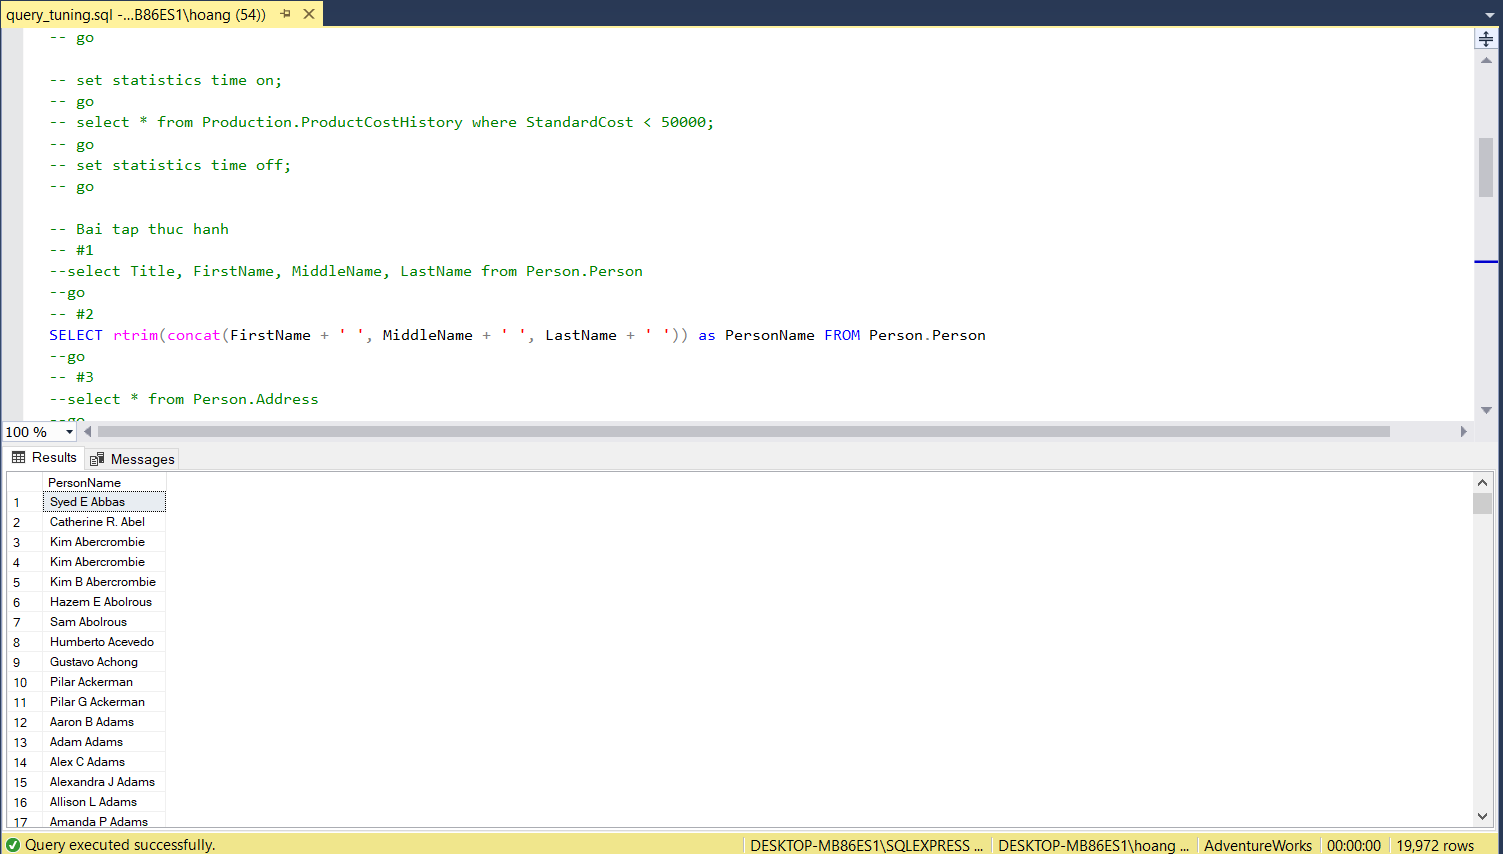 query_tuning.sql -...B86ES1\hoang (54))
-- go
-- set statistics time on;
-- go
-- select * from Production.ProductCostHistory where StandardCost < 50000;
-- go
-- set statistics time off;
-- go
-- Bai tap thuc hanh
-- #1
--select Title, FirstName, MiddleName, LastName from Person.Person
--go
-- #2
SELECT rtrim(concat(FirstName + ' ', MiddleName + ' ', LastName + ' ')) as PersonName FROM Person.Person
--go
-- #3
--select * from Person.Address
--go
100 %
Results Messages
PersonName
1 Syed E Abbas
2 Catherine R. Abel
3 Kim Abercrombie
4 Kim Abercrombie
5 Kim B Abercrombie
6 Hazem E Abolrous
7 Sam Abolrous
8 Humberto Acevedo
9 Gustavo Achong
10 Pilar Ackerman
11 Pilar G Ackerman
12 Aaron B Adams
13 Adam Adams
14 Alex C Adams
15 Alexandra J Adams
16 Allison L Adams
17 Amanda P Adams
Query executed successfully. DESKTOP-MB86ES1\SQLEXPRESS ... DESKTOP-MB86ES1\hoang ... AdventureWorks 00:00:00 19,972 rows